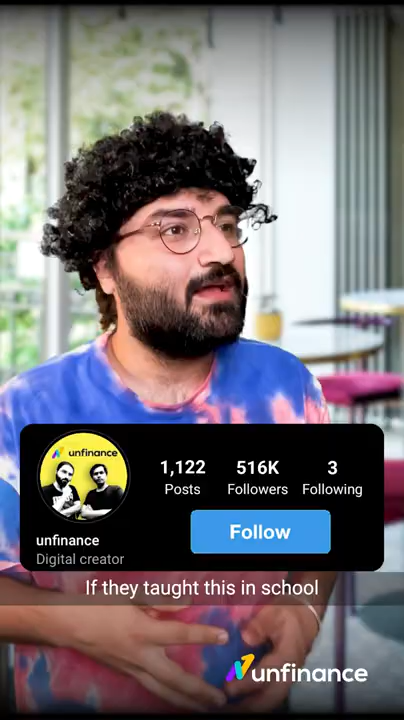 unfinance
1,122
516K
3
Posts
Followers
Following
unfinance
Digital creator
Follow
If they taught this in school
unfinance